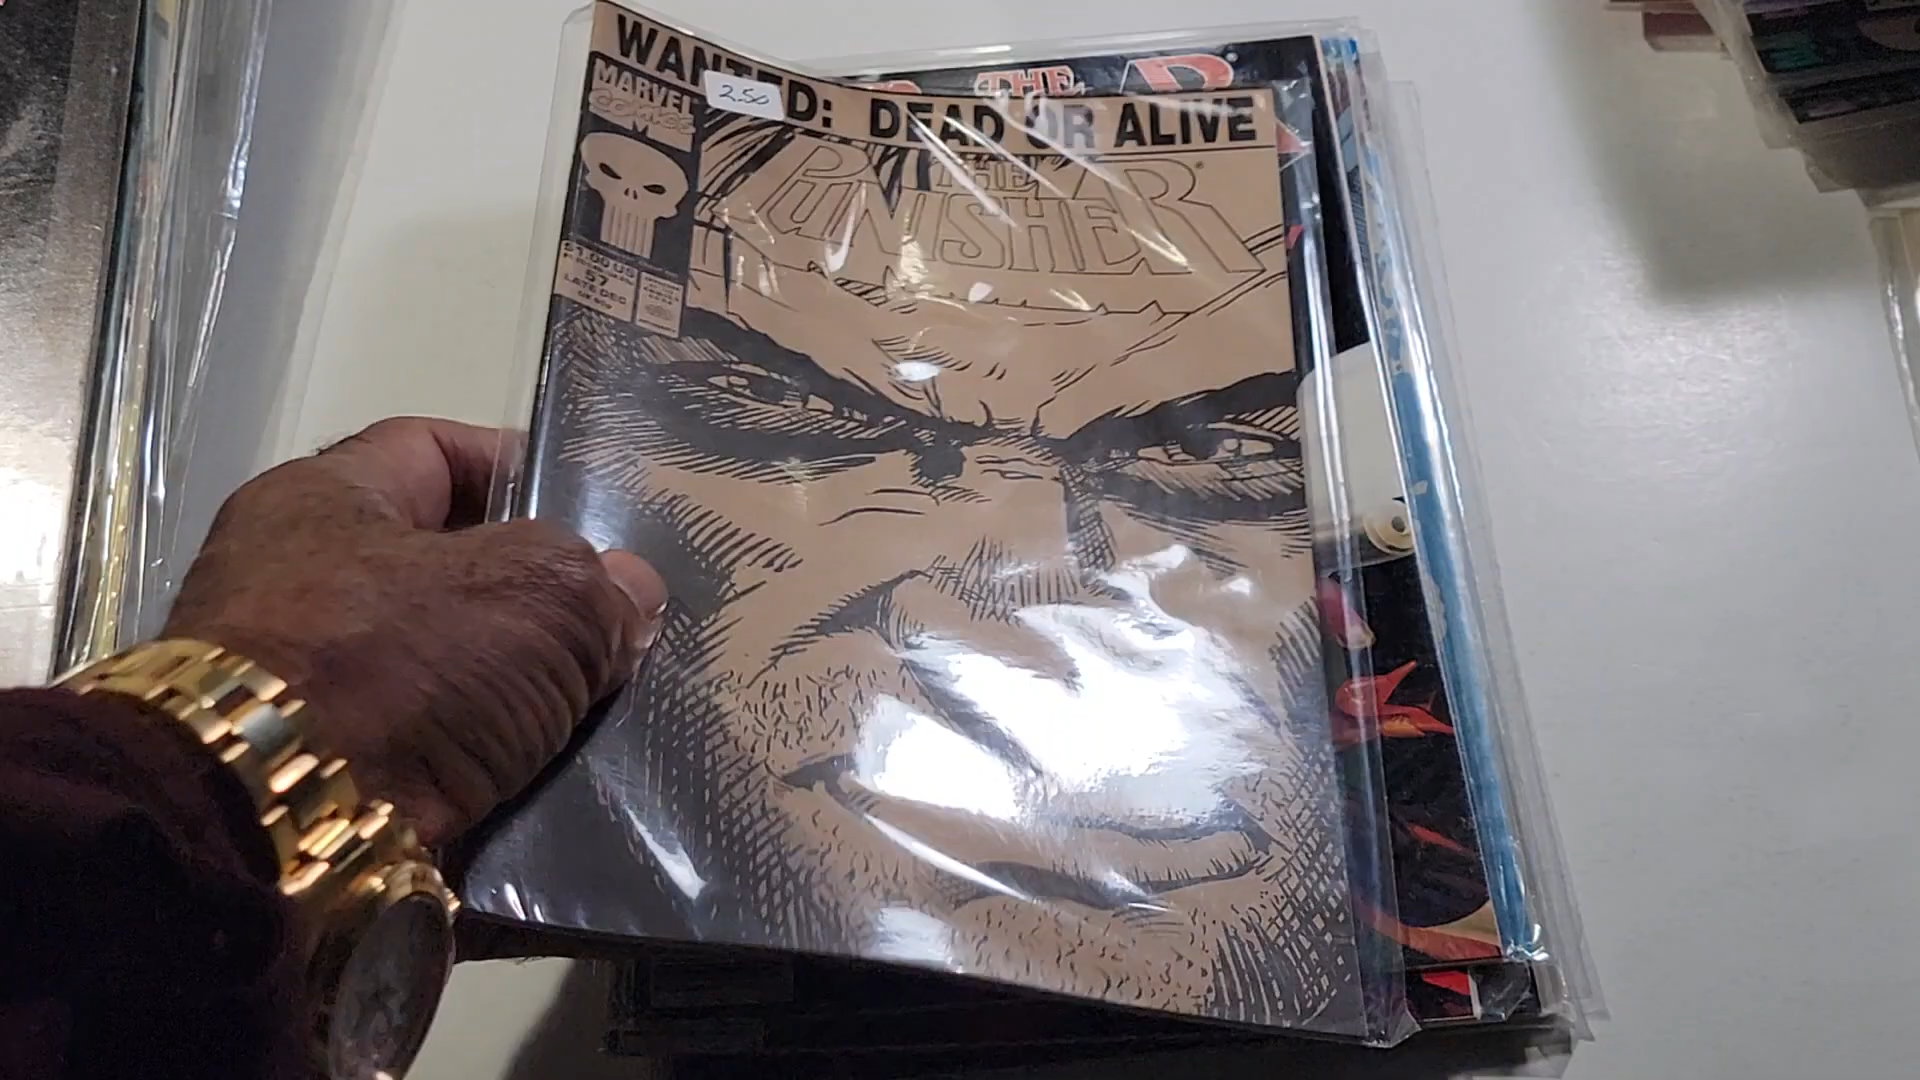 WANTED: DEAD OR ALIVE
MARVEL
COMICS
2.50
THE
PUNISHER
$1.00 US
57
LATE DEC
THE